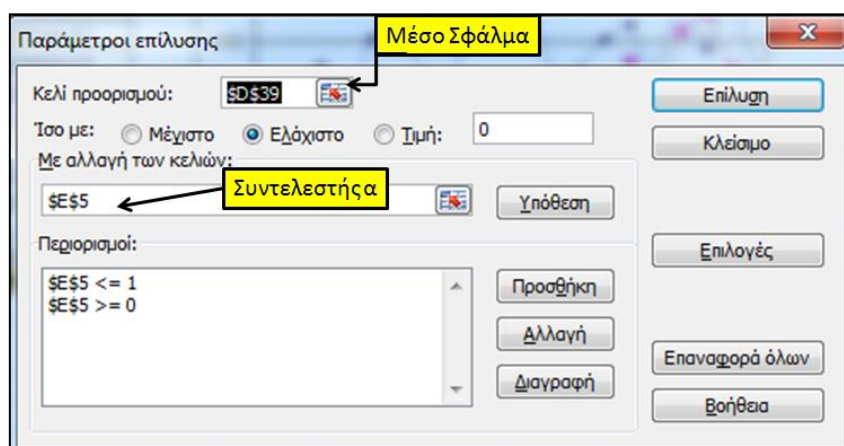 Παράμετροι επίλυσης
Μέσο Σφάλμα
Κελί προορισμού: $D$39
Επίλυση
Ίσο με: Μέγιστο Ελάχιστο Τιμή: 0
Κλείσιμο
Με αλλαγή των κελιών:
$E$5
Συντελεστής α
Υπόθεση
Περιορισμοί:
Επιλογές
$E$5 <= 1
$E$5 >= 0
Προσθήκη
Αλλαγή
Διαγραφή
Επαναφορά όλων
Βοήθεια